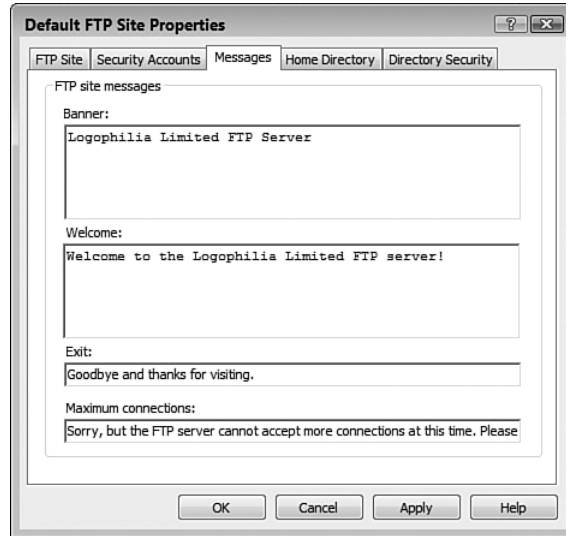 Default FTP Site Properties
FTP Site Security Accounts Messages Home Directory Directory Security
FTP site messages
Banner:
Logophilia Limited FTP Server
Welcome:
Welcome to the Logophilia Limited FTP server!
Exit:
Goodbye and thanks for visiting.
Maximum connections:
Sorry, but the FTP server cannot accept more connections at this time. Please
OK Cancel Apply Help